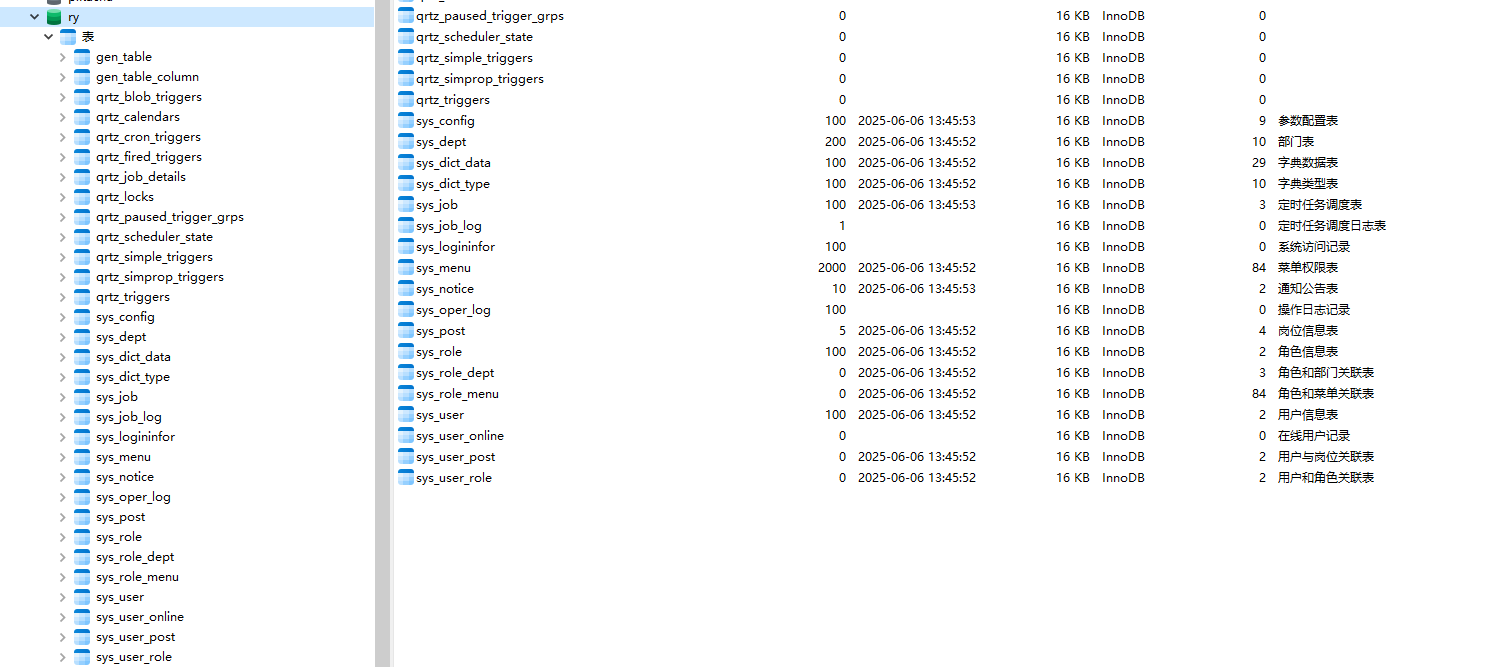 ry
表
gen_table
gen_table_column
qrtz_blob_triggers
qrtz_calendars
qrtz_cron_triggers
qrtz_fired_triggers
qrtz_job_details
qrtz_locks
qrtz_paused_trigger_grps
qrtz_scheduler_state
qrtz_simple_triggers
qrtz_simprop_triggers
qrtz_triggers
sys_config
sys_dept
sys_dict_data
sys_dict_type
sys_job
sys_job_log
sys_logininfor
sys_menu
sys_notice
sys_oper_log
sys_post
sys_role
sys_role_dept
sys_role_menu
sys_user
sys_user_online
sys_user_post
sys_user_role
qrtz_paused_trigger_grps 0 16 KB InnoDB 0
qrtz_scheduler_state 0 16 KB InnoDB 0
qrtz_simple_triggers 0 16 KB InnoDB 0
qrtz_simprop_triggers 0 16 KB InnoDB 0
qrtz_triggers 0 16 KB InnoDB 0
sys_config 100 2025-06-06 13:45:53 16 KB InnoDB 9 参数配置表
sys_dept 200 2025-06-06 13:45:52 16 KB InnoDB 10 部门表
sys_dict_data 100 2025-06-06 13:45:52 16 KB InnoDB 29 字典数据表
sys_dict_type 100 2025-06-06 13:45:52 16 KB InnoDB 10 字典类型表
sys_job 100 2025-06-06 13:45:53 16 KB InnoDB 3 定时任务调度表
sys_job_log 1 16 KB InnoDB 0 定时任务调度日志表
sys_logininfor 100 16 KB InnoDB 0 系统访问记录
sys_menu 2000 2025-06-06 13:45:52 16 KB InnoDB 84 菜单权限表
sys_notice 10 2025-06-06 13:45:53 16 KB InnoDB 2 通知公告表
sys_oper_log 100 16 KB InnoDB 0 操作日志记录
sys_post 5 2025-06-06 13:45:52 16 KB InnoDB 4 岗位信息表
sys_role 100 2025-06-06 13:45:52 16 KB InnoDB 2 角色信息表
sys_role_dept 0 2025-06-06 13:45:52 16 KB InnoDB 3 角色和部门关联表
sys_role_menu 0 2025-06-06 13:45:52 16 KB InnoDB 84 角色和菜单关联表
sys_user 100 2025-06-06 13:45:52 16 KB InnoDB 2 用户信息表
sys_user_online 0 16 KB InnoDB 0 在线用户记录
sys_user_post 0 2025-06-06 13:45:52 16 KB InnoDB 2 用户与岗位关联表
sys_user_role 0 2025-06-06 13:45:52 16 KB InnoDB 2 用户和角色关联表